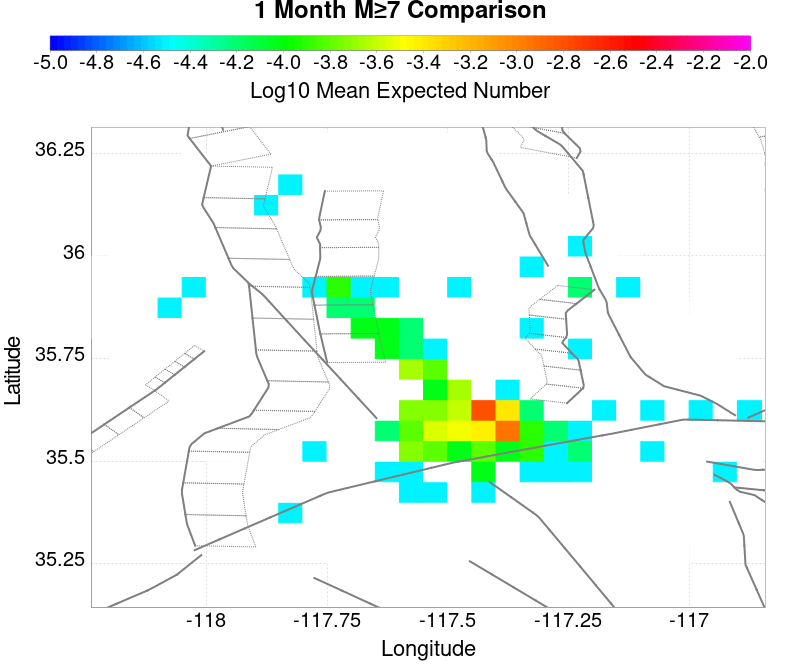 1 Month M≥7 Comparison
-5.0 -4.8 -4.6 -4.4 -4.2 -4.0 -3.8 -3.6 -3.4 -3.2 -3.0 -2.8 -2.6 -2.4 -2.2 -2.0
Log10 Mean Expected Number
36.25
36
35.75
35.5
35.25
Latitude
-118 -117.75 -117.5 -117.25 -117
Longitude